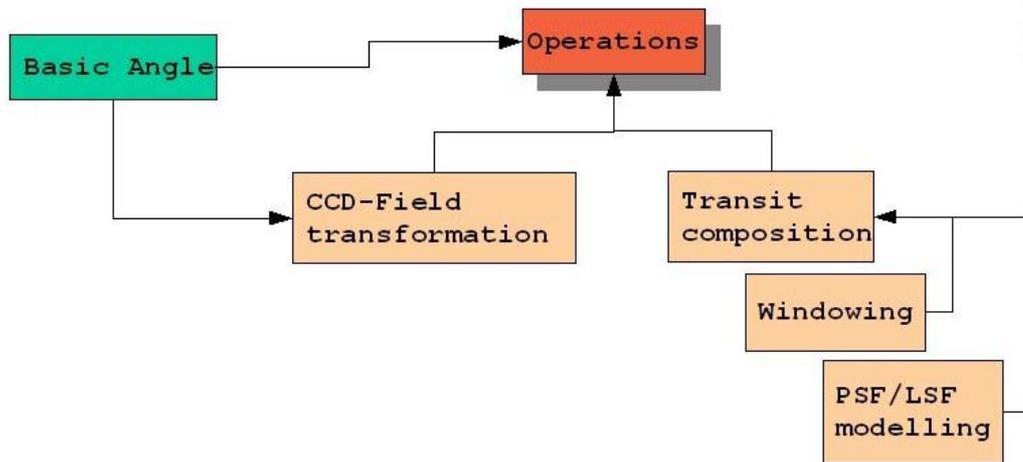 Operations
Basic Angle
CCD-Field
transformation
Transit
composition
Windowing
PSF/LSF
modelling